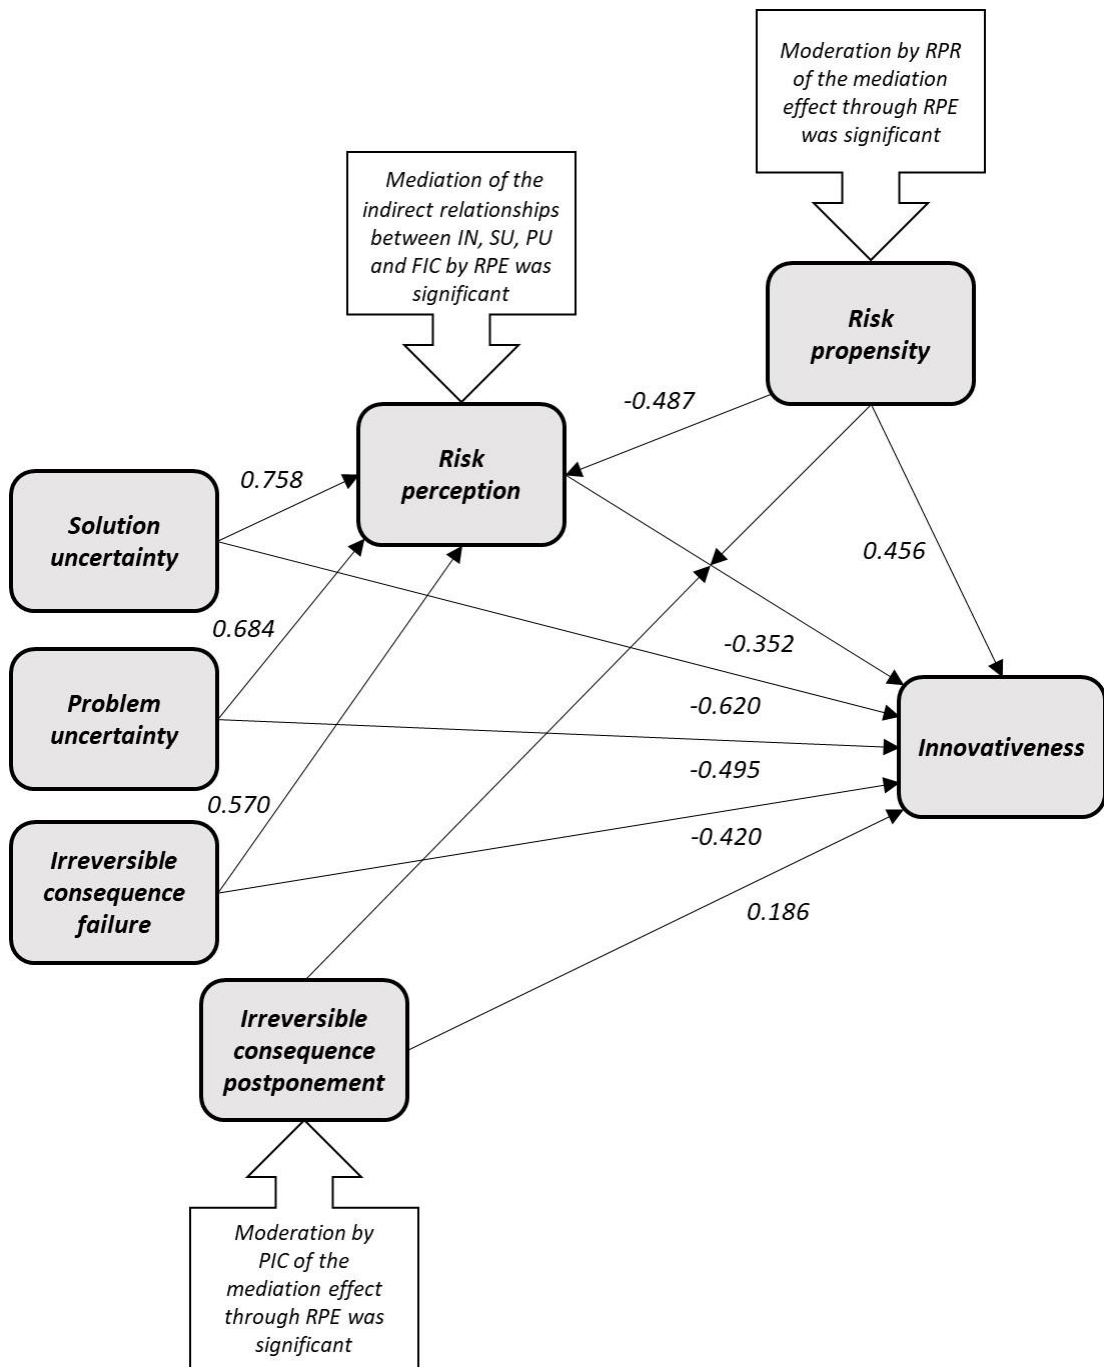 Moderation by RPR
of the mediation
effect through RPE
was significant
Mediation of the
indirect relationships
between IN, SU, PU
and FIC by RPE was
significant
Risk
propensity
-0.487
Risk
perception
0.758
Solution
uncertainty
0.456
0.684
-0.352
Problem
uncertainty
-0.620
Innovativeness
-0.495
0.570
-0.420
Irreversible
consequence
failure
0.186
Irreversible
consequence
postponement
Moderation by
PIC of the
mediation effect
through RPE was
significant